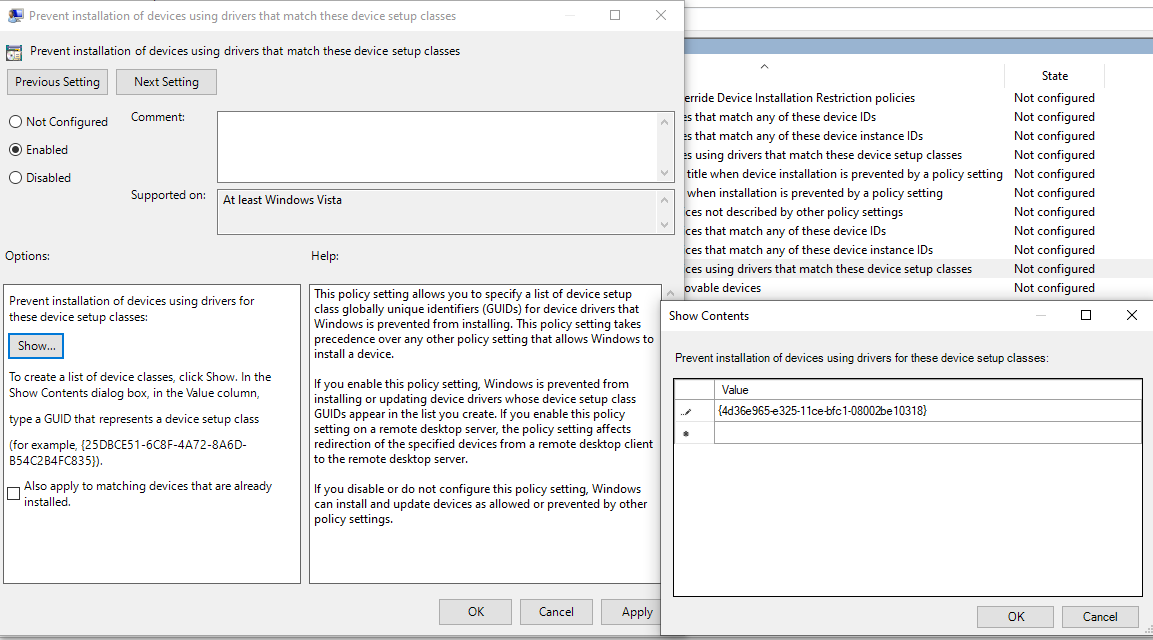 Prevent installation of devices using drivers that match these device setup classes
Prevent installation of devices using drivers that match these device setup classes
Previous Setting
Next Setting
Not Configured
Enabled
Disabled
Comment:
Supported on:
At least Windows Vista
Options:
Help:
Prevent installation of devices using drivers for
these device setup classes:
Show...
To create a list of device classes, click Show. In the
Show Contents dialog box, in the Value column,
type a GUID that represents a device setup class
(for example, {25DBCE51-6C8F-4A72-8A6D-
B54C2B4FC835}).
Also apply to matching devices that are already
installed.
This policy setting allows you to specify a list of device setup
class globally unique identifiers (GUIDs) for device drivers that
Windows is prevented from installing. This policy setting takes
precedence over any other policy setting that allows Windows to
install a device.
If you enable this policy setting, Windows is prevented from
installing or updating device drivers whose device setup class
GUIDs appear in the list you create. If you enable this policy
setting on a remote desktop server, the policy setting affects
redirection of the specified devices from a remote desktop client
to the remote desktop server.
If you disable or do not configure this policy setting, Windows
can install and update devices as allowed or prevented by other
policy settings.
OK
Cancel
Apply
State
erride Device Installation Restriction policies Not configured
es that match any of these device IDs Not configured
es that match any of these device instance IDs Not configured
es using drivers that match these device setup classes Not configured
title when device installation is prevented by a policy setting Not configured
when installation is prevented by a policy setting Not configured
ces not described by other policy settings Not configured
ces that match any of these device IDs Not configured
ces that match any of these device instance IDs Not configured
ces using drivers that match these device setup classes Not configured
ovable devices Not configured
Show Contents
Prevent installation of devices using drivers for these device setup classes:
Value
{4d36e965-e325-11ce-bfc1-08002be10318}
OK
Cancel